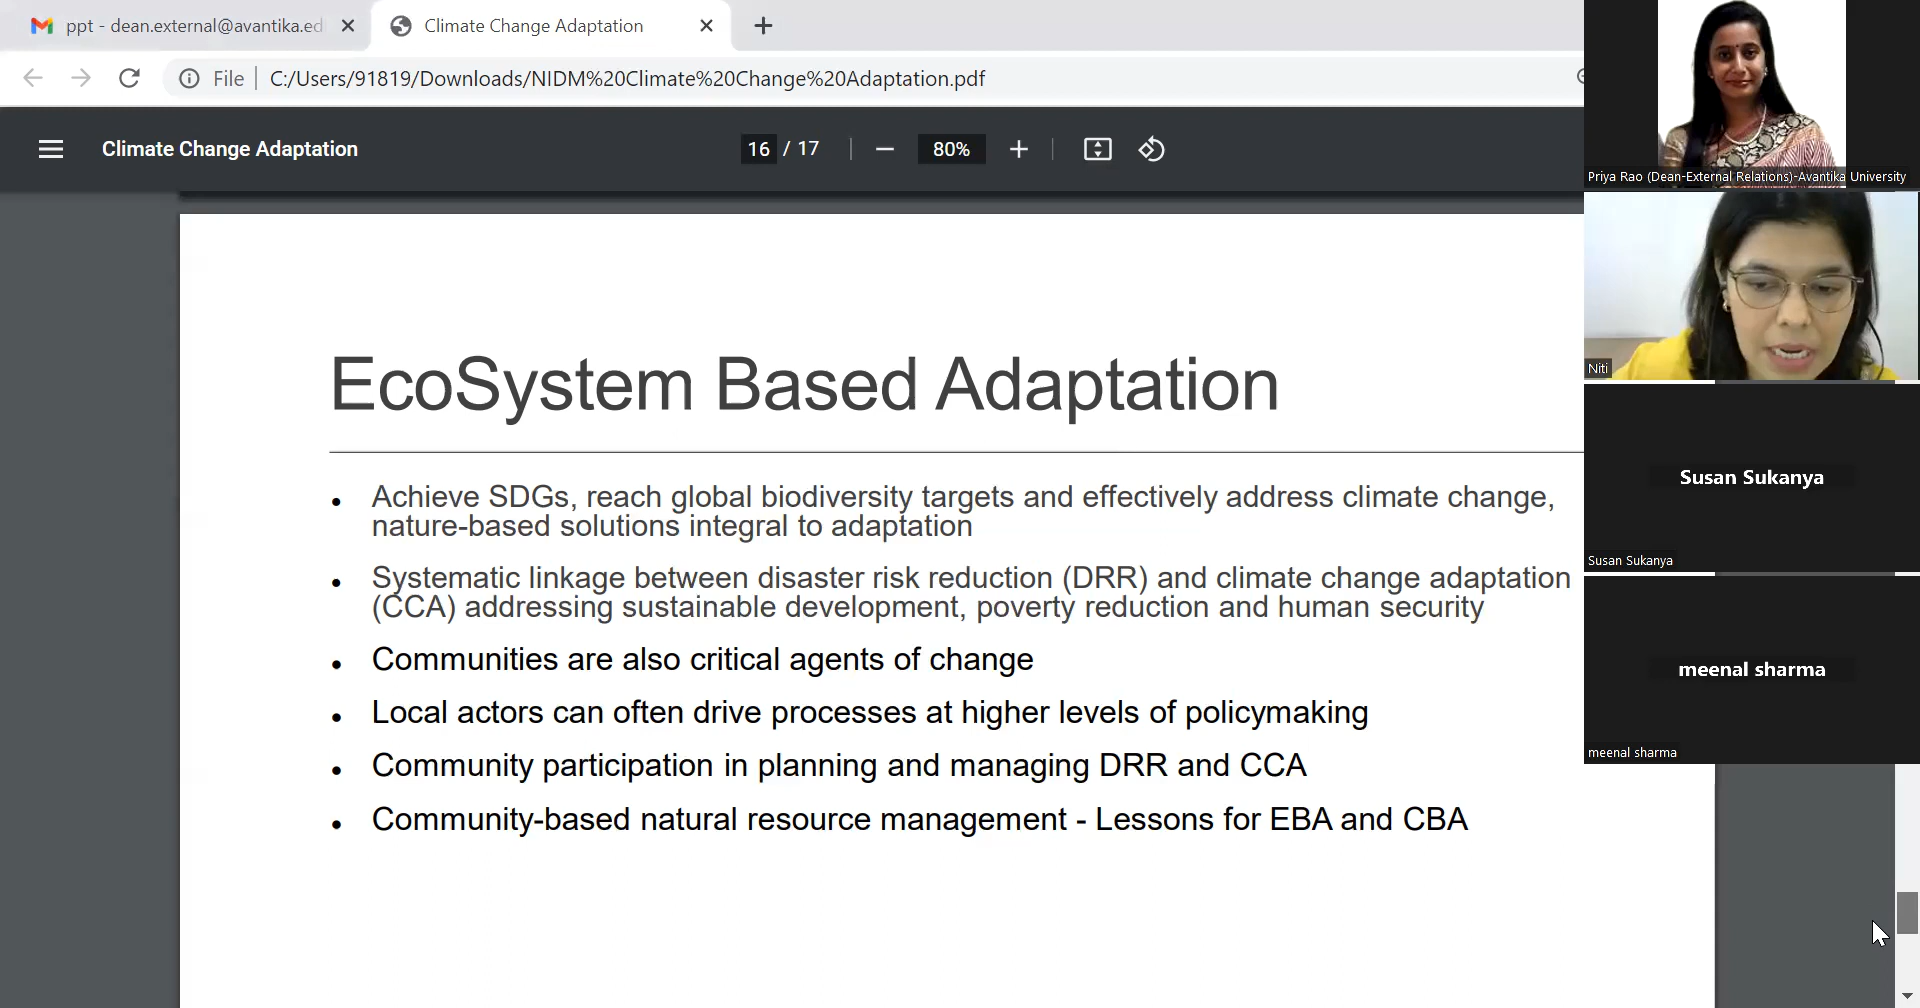 ppt - dean.external@avantika.ed
Climate Change Adaptation
File
C:/Users/91819/Downloads/NIDM%20Climate%20Change%20Adaptation.pdf
Climate Change Adaptation
16 / 17
80%
EcoSystem Based Adaptation
• Achieve SDGs, reach global biodiversity targets and effectively address climate change,
nature-based solutions integral to adaptation
• Systematic linkage between disaster risk reduction (DRR) and climate change adaptation
(CCA) addressing sustainable development, poverty reduction and human security
• Communities are also critical agents of change
• Local actors can often drive processes at higher levels of policymaking
• Community participation in planning and managing DRR and CCA
• Community-based natural resource management - Lessons for EBA and CBA
Priya Rao (Dean-External Relations)-Avantika University
Niti
Susan Sukanya
Susan Sukanya
meenal sharma
meenal sharma